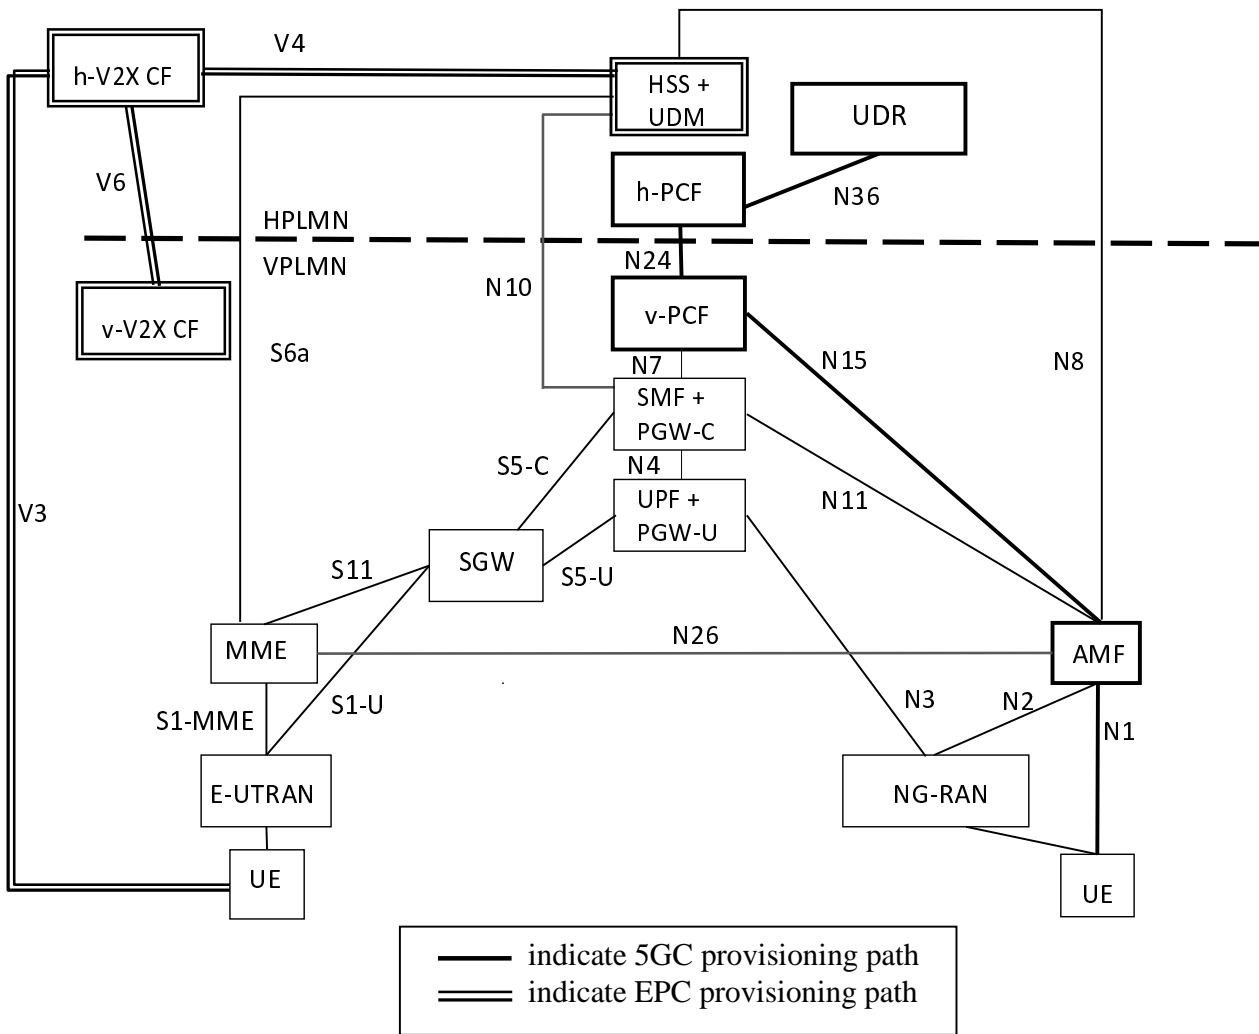 V4
h-V2X CF
HSS +
UDM
UDR
V6
h-PCF
N36
HPLMN
VPLMN
N24
N10
v-V2X CF
v-PCF
S6a
N7
N15
N8
SMF +
PGW-C
S5-C
N4
V3
UPF +
PGW-U
N11
SGW
S11
S5-U
MME
N26
AMF
S1-MME
S1-U
N3
N2
N1
E-UTRAN
NG-RAN
UE
UE
indicate 5GC provisioning path
indicate EPC provisioning path